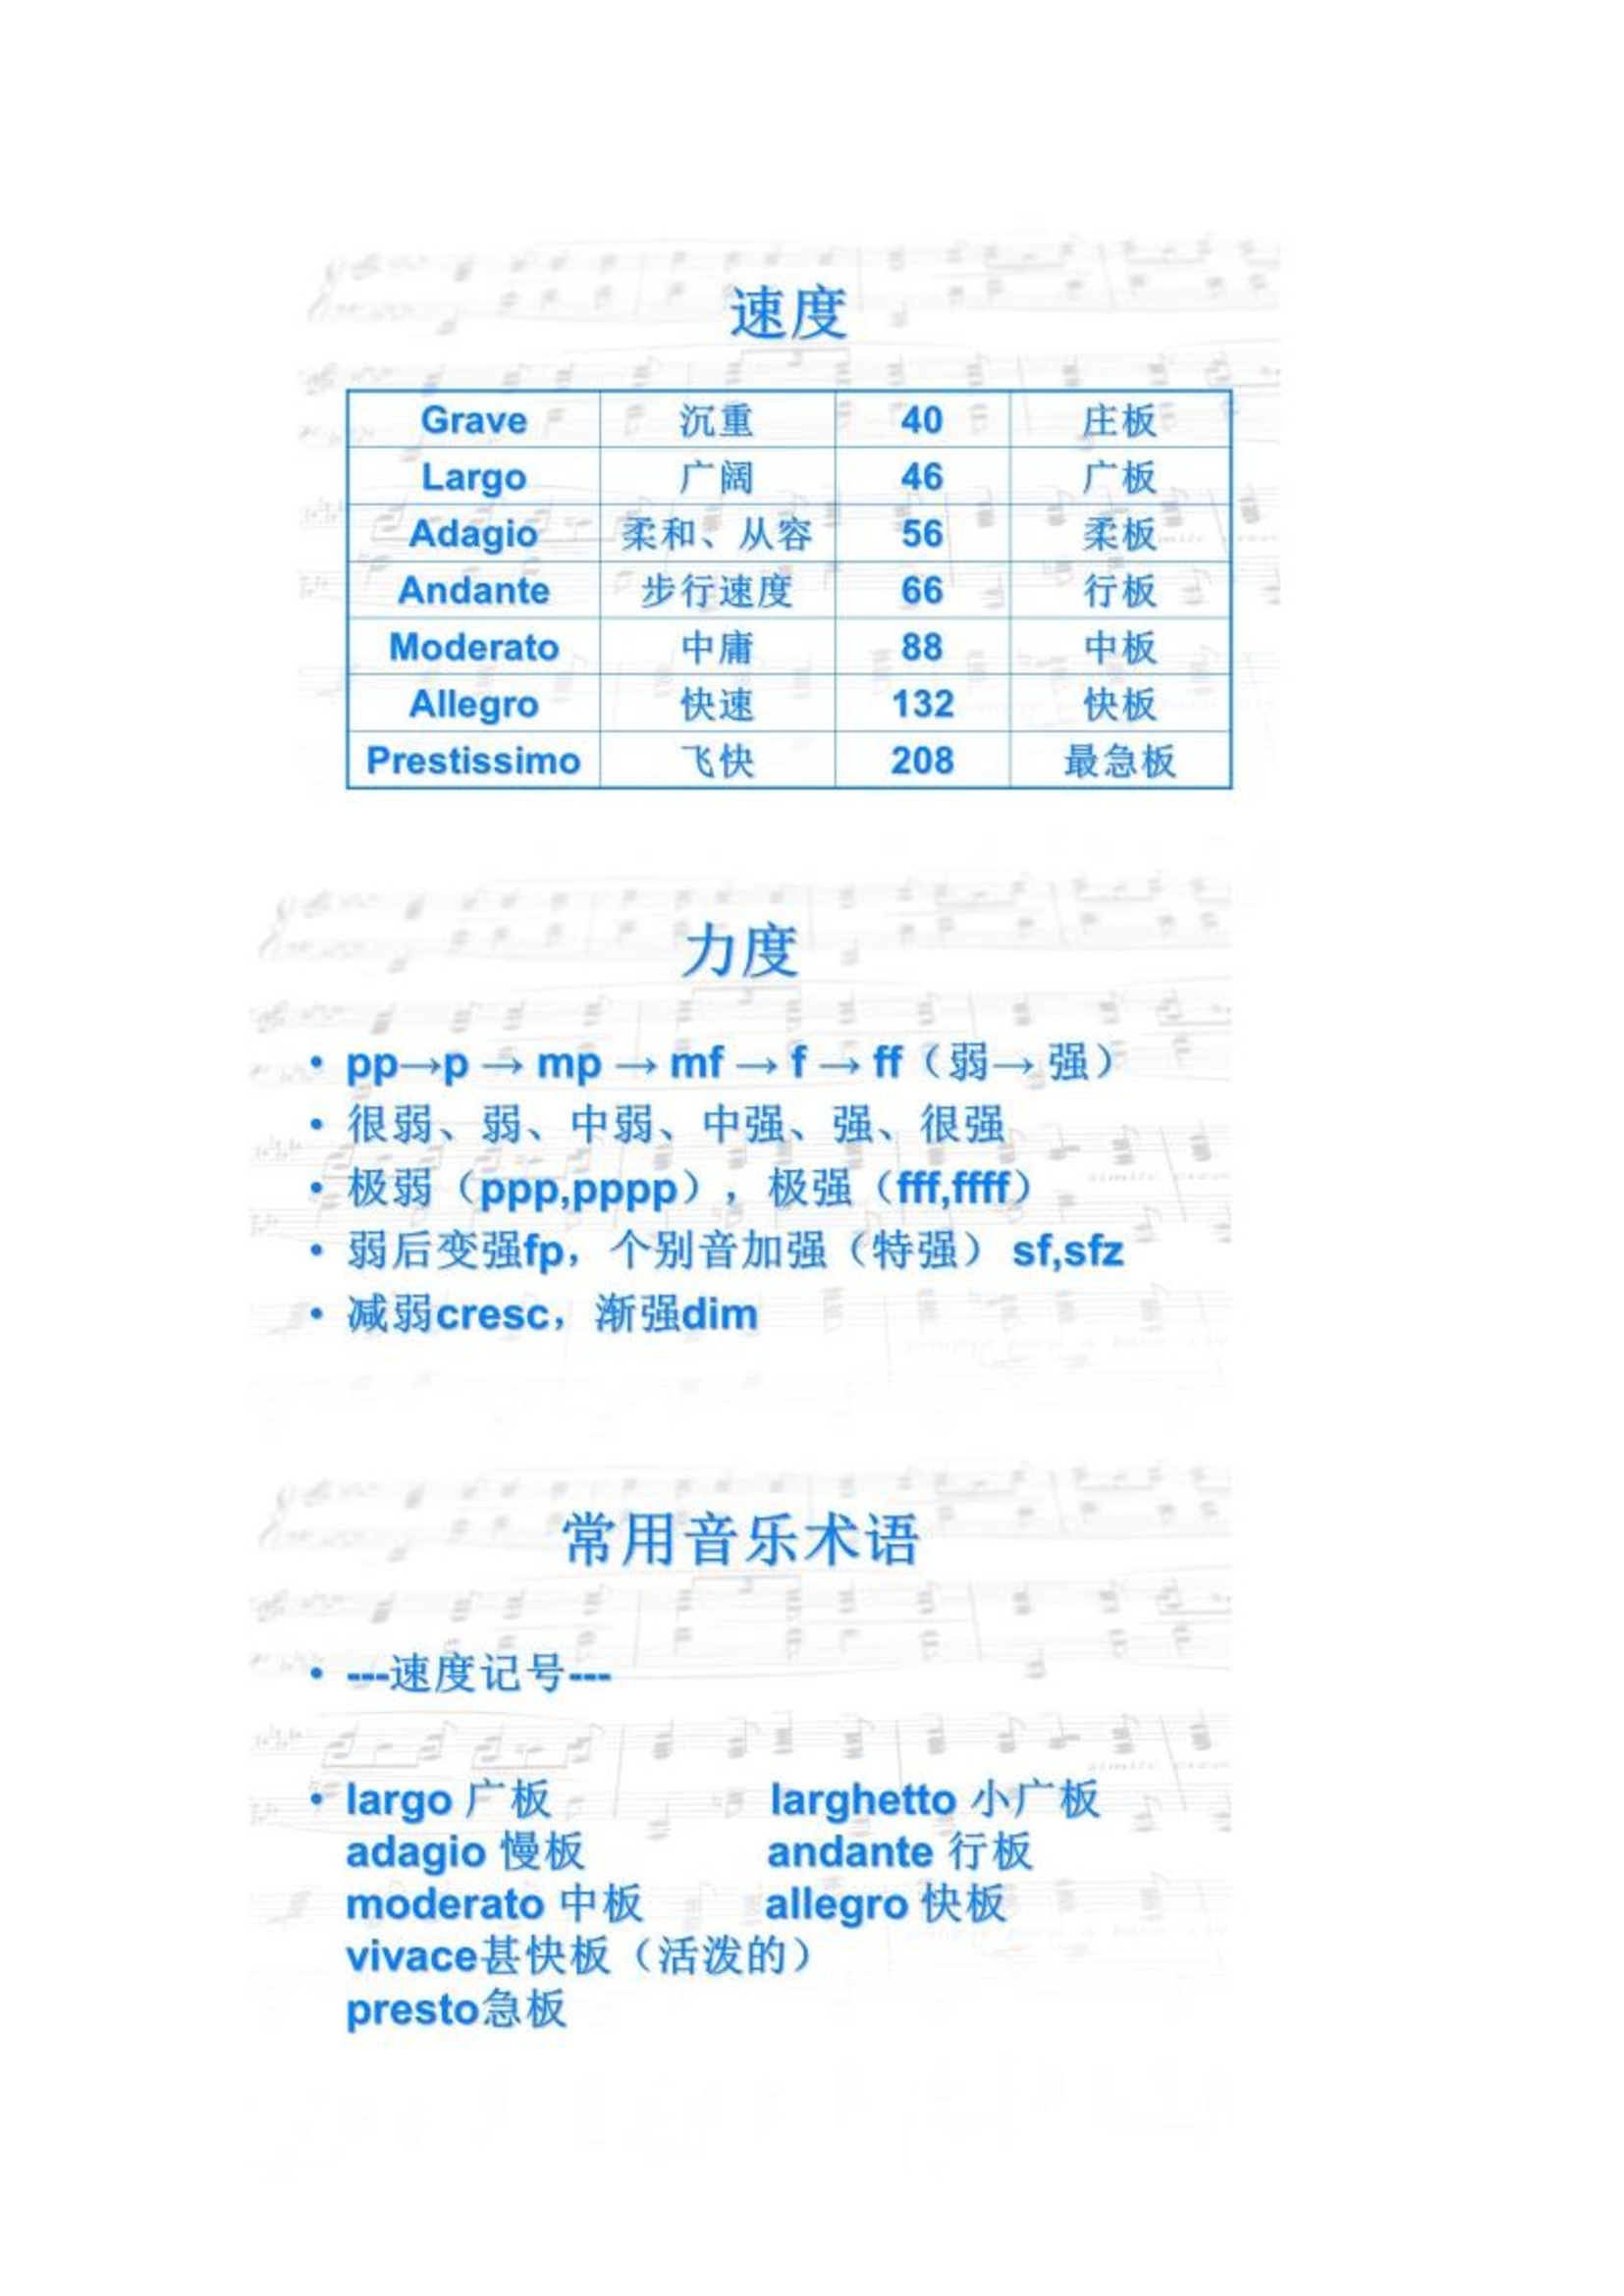 速度
Grave 沉重 40 庄板
Largo 广阔 46 广板
Adagio 柔和、从容 56 柔板
Andante 步行速度 66 行板
Moderato 中庸 88 中板
Allegro 快速 132 快板
Prestissimo 飞快 208 最急板
力度
• pp→p → mp → mf → f → ff（弱→ 强）
• 很弱、弱、中弱、中强、强、很强
• 极弱（ppp,pppp），极强（fff,ffff）
• 弱后变强fp，个别音加强（特强） sf,sfz
• 减弱cresc，渐强dim
常用音乐术语
• ---速度记号---
• largo 广板 larghetto 小广板
adagio 慢板 andante 行板
moderato 中板 allegro 快板
vivace甚快板（活泼的）
presto急板